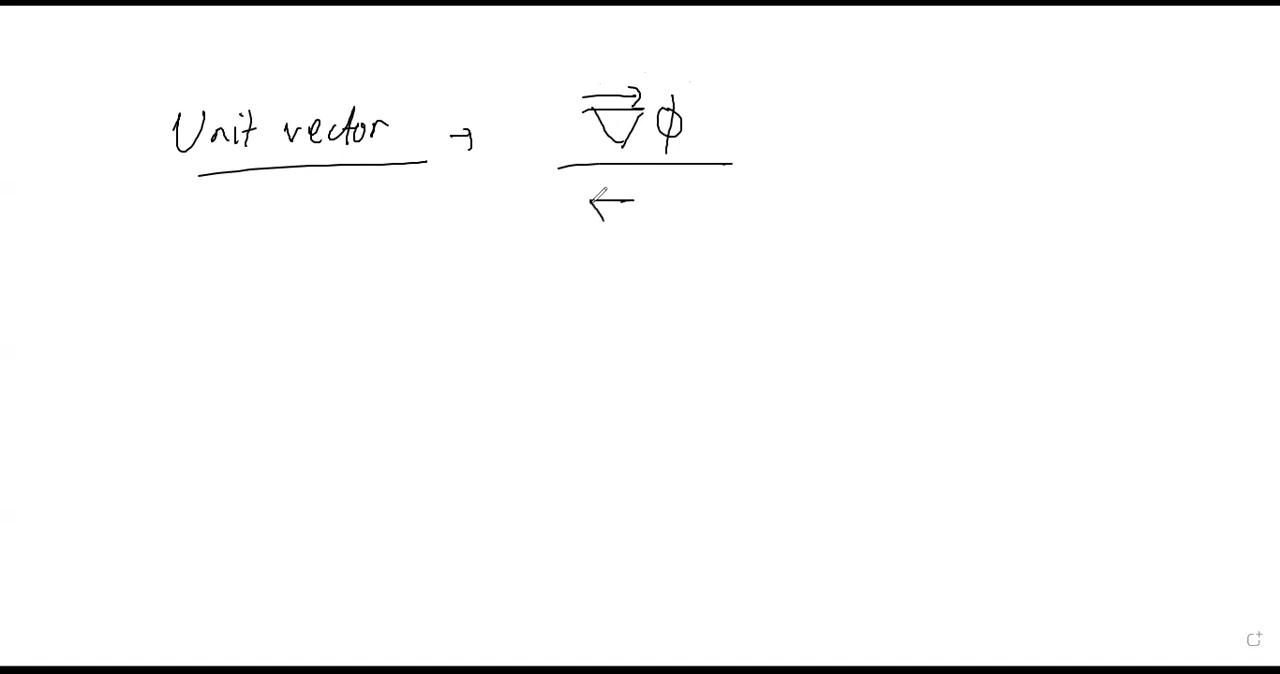 Unit vector → ∇⃗ϕ
←